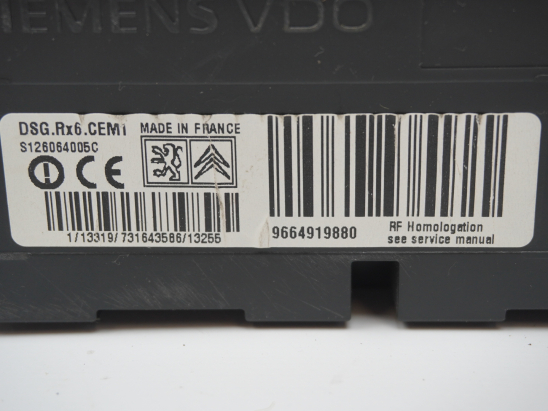 SIEMENS VDO
DSG.Rx6.CEM1 MADE IN FRANCE
S126064005C
CE
1/13319/731643586/13255
9664919880
RF Homologation
see service manual